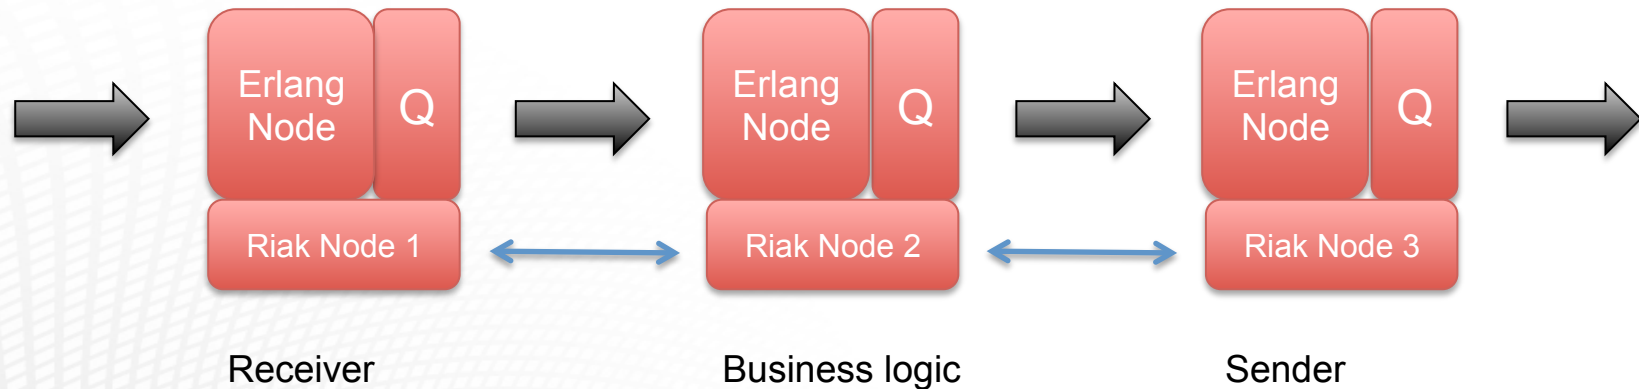 Erlang
Node
Q
Erlang
Node
Q
Erlang
Node
Q
Riak Node 1
Riak Node 2
Riak Node 3
Receiver
Business logic
Sender